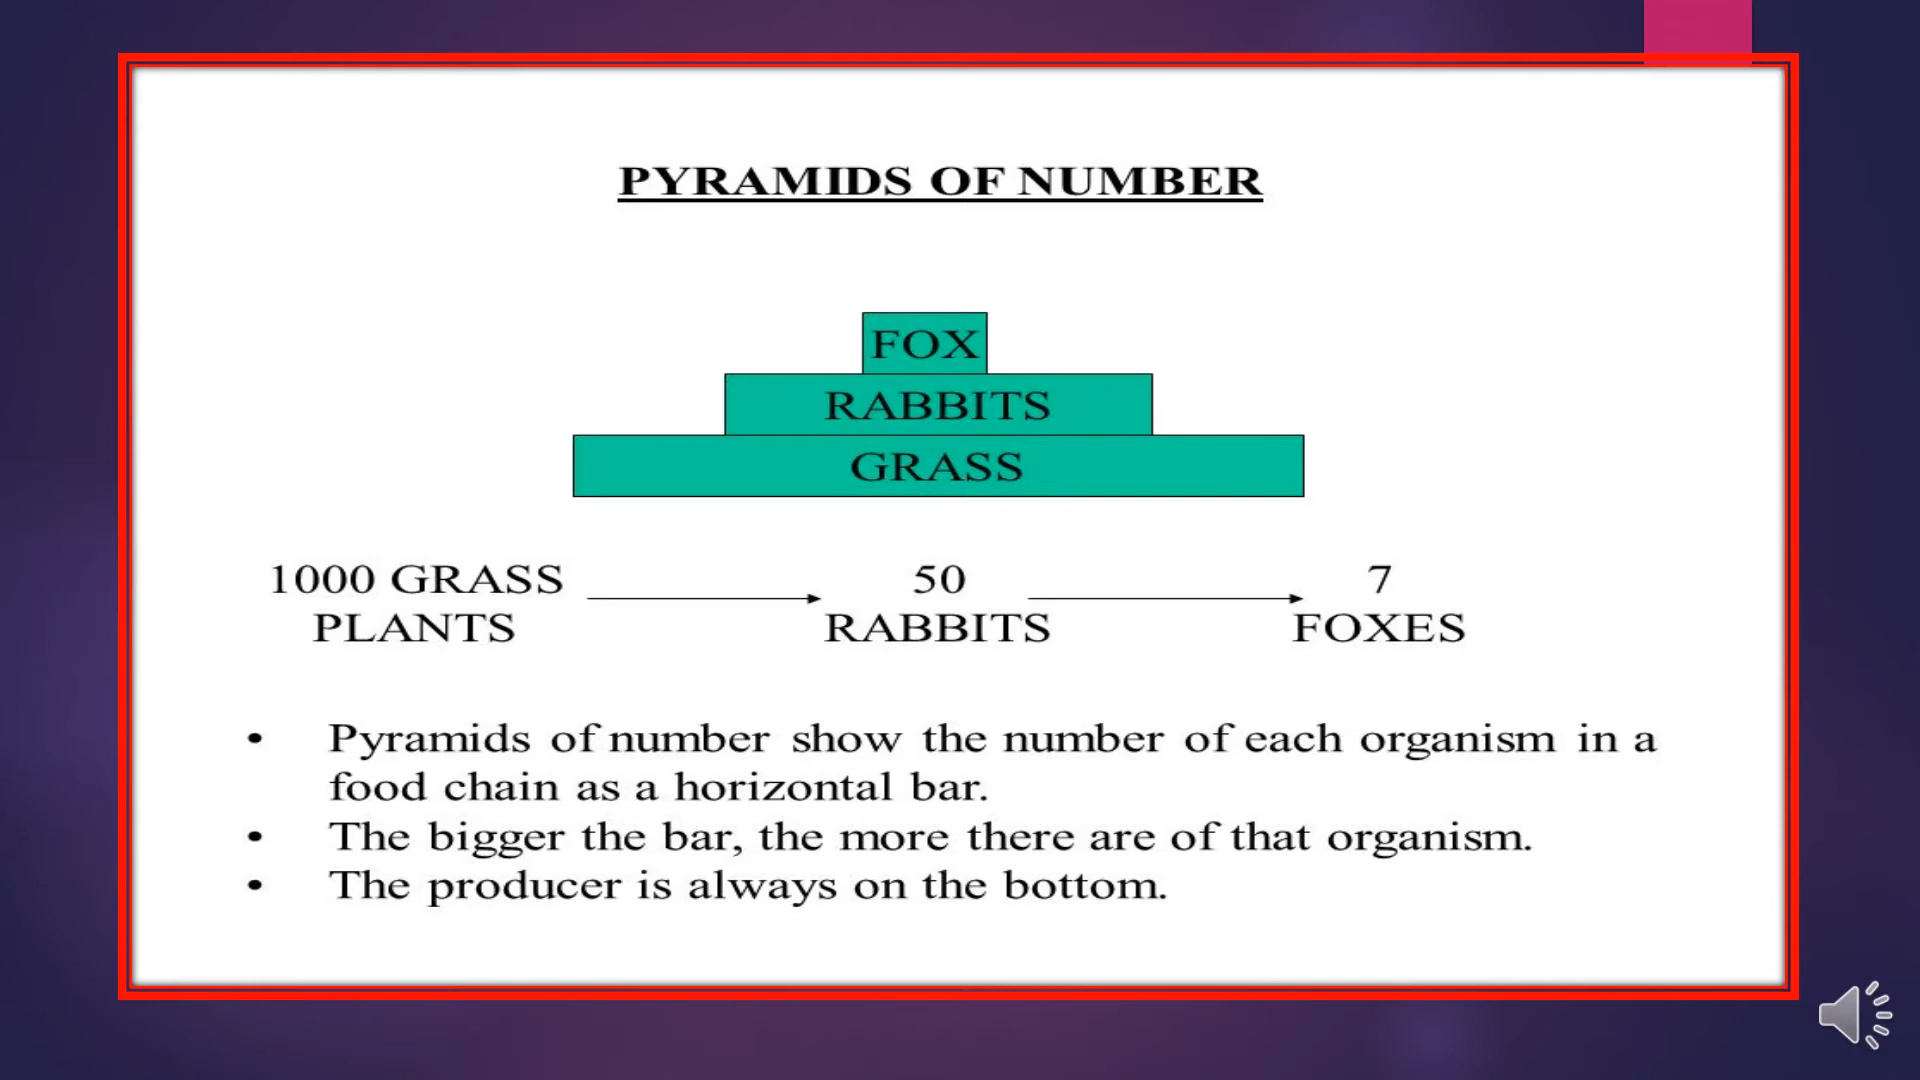 PYRAMIDS OF NUMBER
FOX
RABBITS
GRASS
1000 GRASS
PLANTS
50
RABBITS
7
FOXES
• Pyramids of number show the number of each organism in a
food chain as a horizontal bar.
• The bigger the bar, the more there are of that organism.
• The producer is always on the bottom.